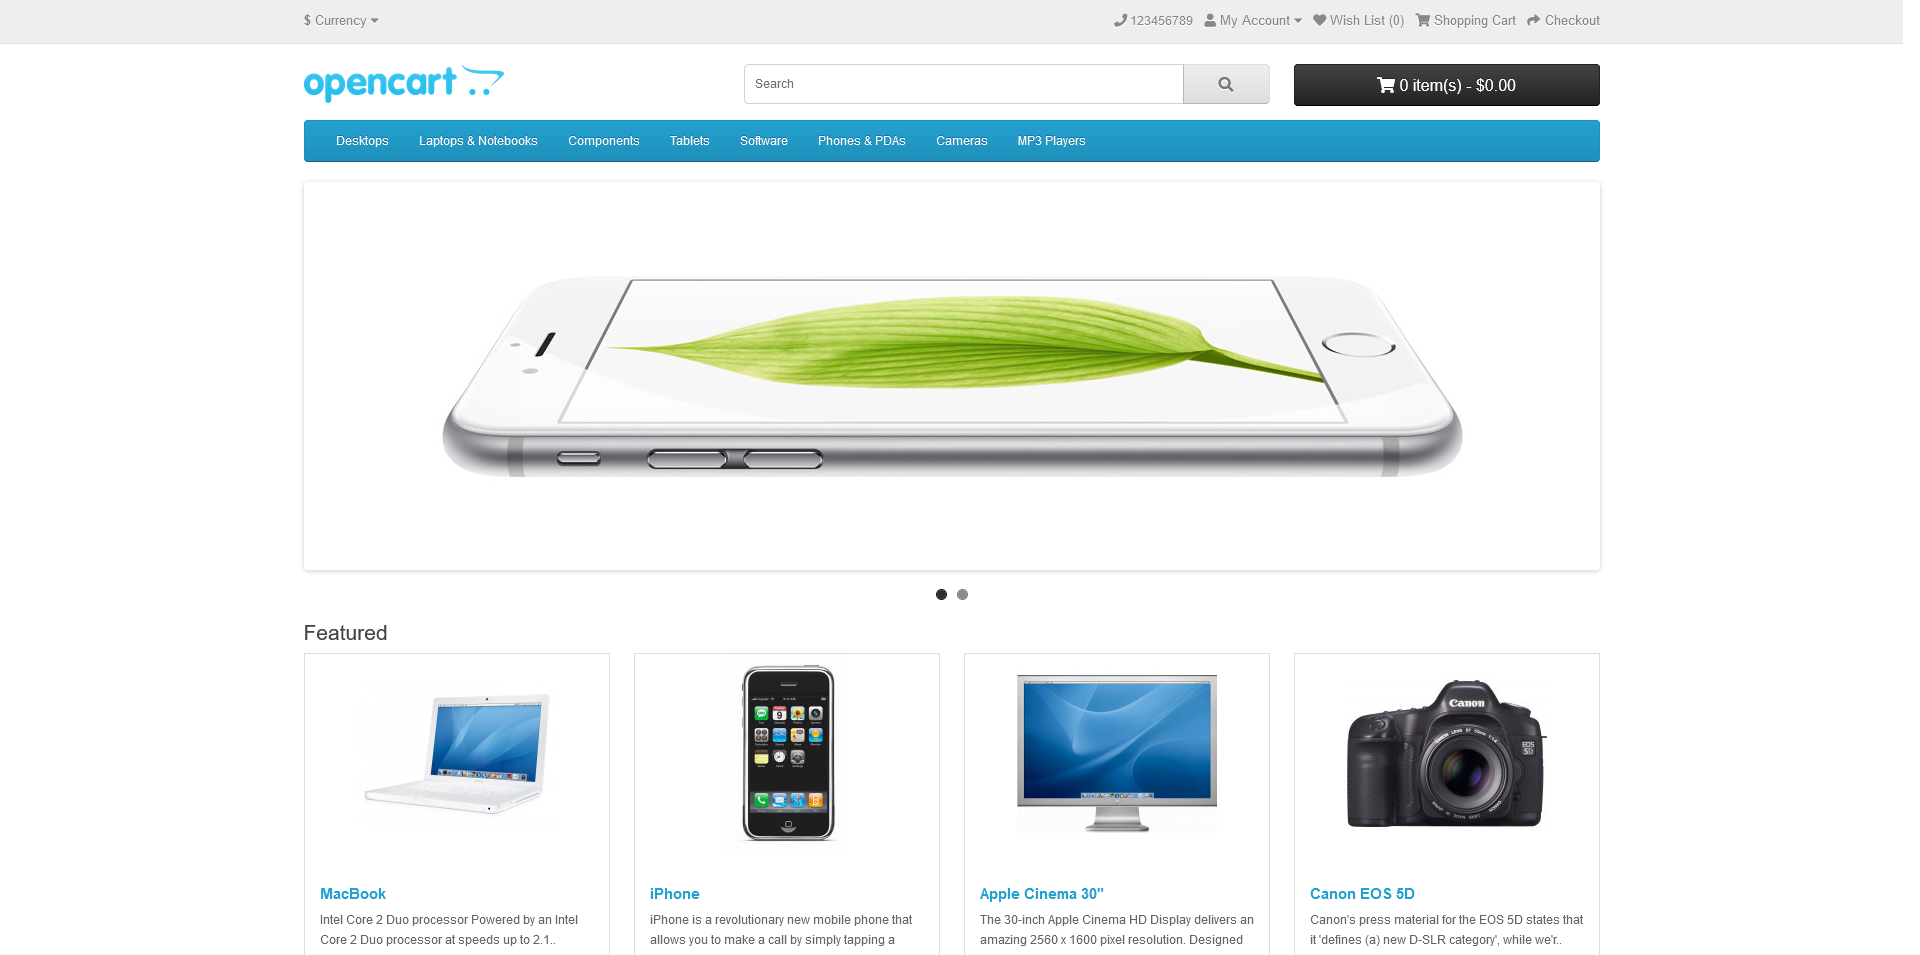 $ Currency
123456789 My Account Wish List (0) Shopping Cart Checkout
opencart
Search
0 item(s) - $0.00
Desktops Laptops & Notebooks Components Tablets Software Phones & PDAs Cameras MP3 Players
Featured
Canon
EOS
5D
MacBook
Intel Core 2 Duo processor Powered by an Intel
Core 2 Duo processor at speeds up to 2.1..
iPhone
iPhone is a revolutionary new mobile phone that
allows you to make a call by simply tapping a
Apple Cinema 30"
The 30-inch Apple Cinema HD Display delivers an
amazing 2560 x 1600 pixel resolution. Designed
Canon EOS 5D
Canon's press material for the EOS 5D states that
it 'defines (a) new D-SLR category', while we'r..